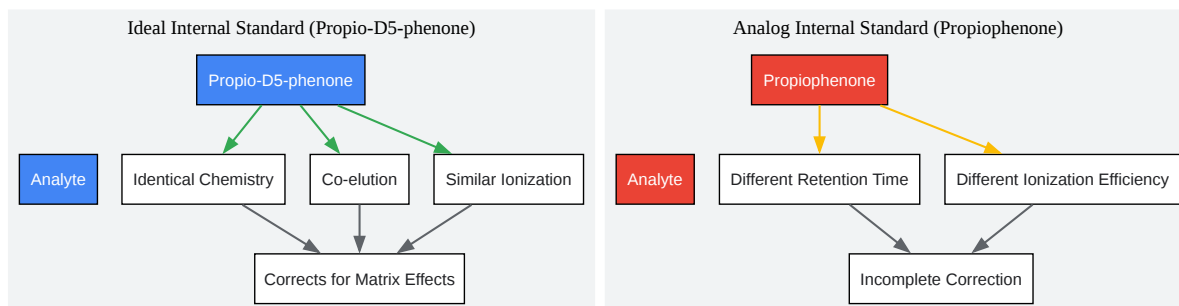 Ideal Internal Standard (Propio-D5-phenone)
Propio-D5-phenone
Analyte
Identical Chemistry
Co-elution
Similar Ionization
Corrects for Matrix Effects
Analog Internal Standard (Propiophenone)
Propiophenone
Analyte
Different Retention Time
Different Ionization Efficiency
Incomplete Correction